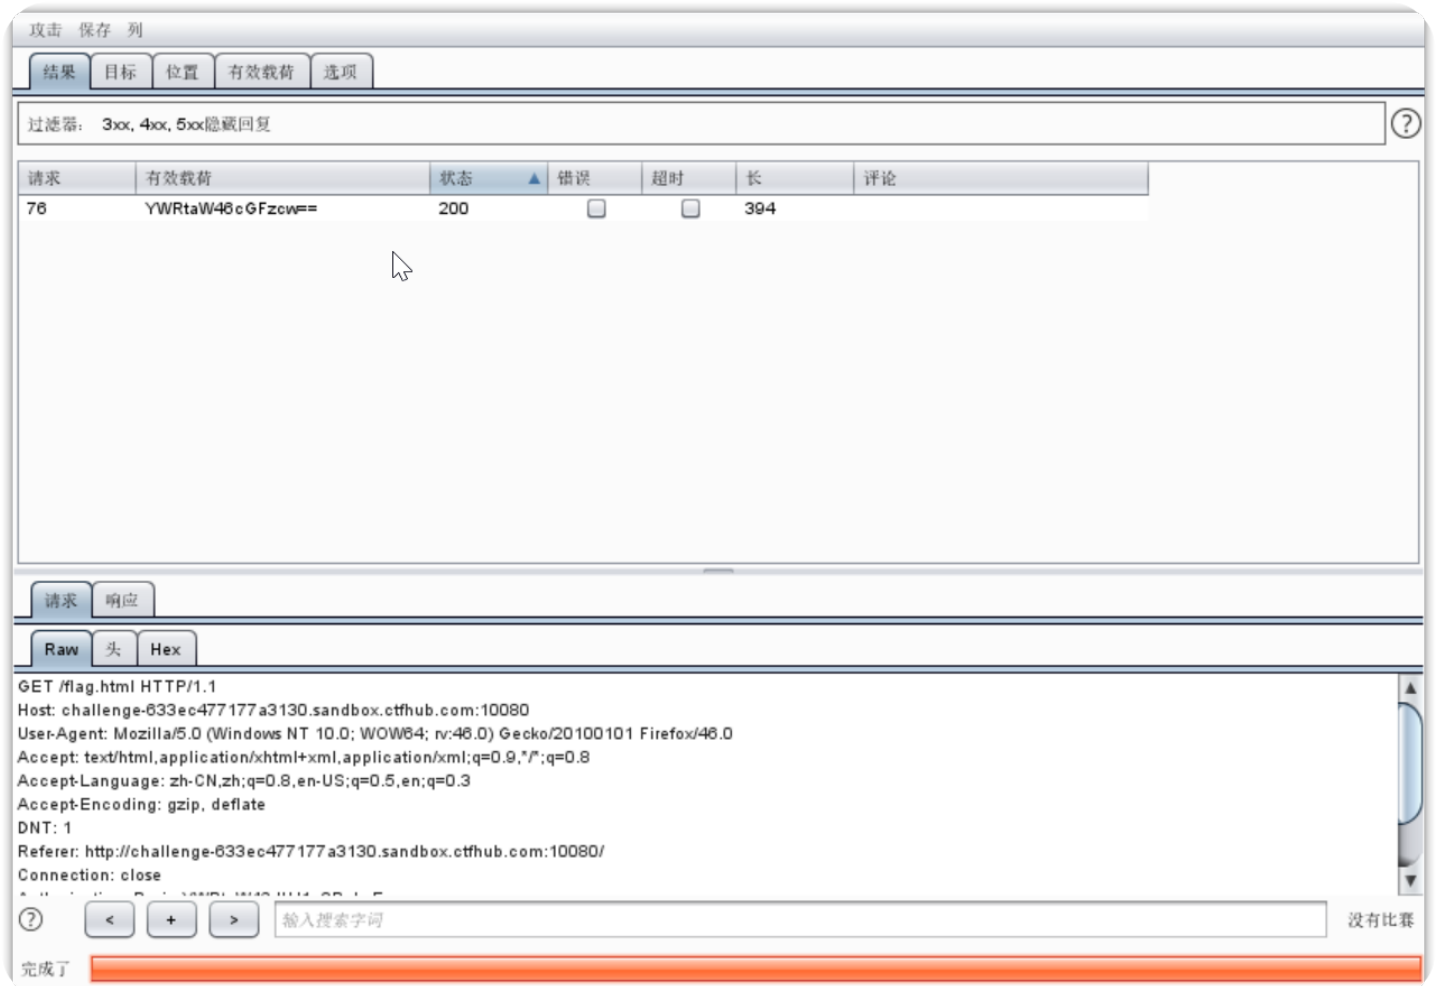 攻击 保存 列
结果 目标 位置 有效载荷 选项
过滤器: 3xx, 4xx, 5xx隐藏回复 ?
请求 有效载荷 状态 ▲ 错误 超时 长 评论
76 YWRtaW46cGFzcw== 200 394
请求 响应
Raw 头 Hex
GET /flag.html HTTP/1.1
Host: challenge-633ec477177a3130.sandbox.ctfhub.com:10080
User-Agent: Mozilla/5.0 (Windows NT 10.0; WOW64; rv:46.0) Gecko/20100101 Firefox/46.0
Accept: text/html,application/xhtml+xml,application/xml;q=0.9,*/*;q=0.8
Accept-Language: zh-CN,zh;q=0.8,en-US;q=0.5,en;q=0.3
Accept-Encoding: gzip, deflate
DNT: 1
Referer: http://challenge-633ec477177a3130.sandbox.ctfhub.com:10080/
Connection: close
? < + > 输入搜索字词 没有比赛
完成了